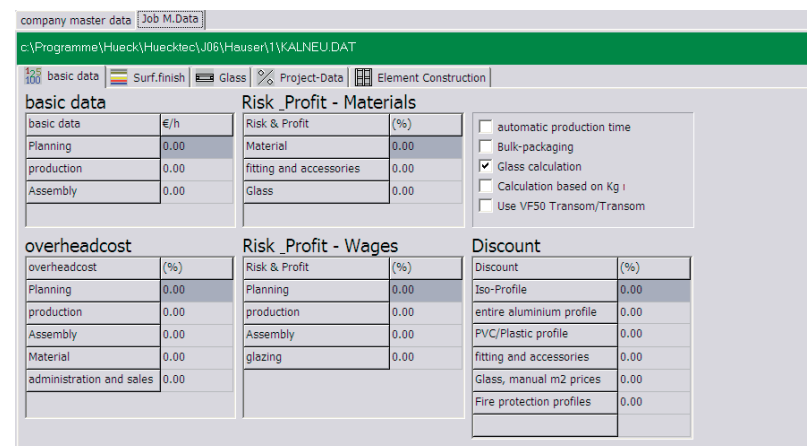 company master data Job M.Data
c:\Programme\Hueck\Huecktec\J06\Hauser\1\KALNEU.DAT
125 100 basic data Surf.finish Glass Project-Data Element Construction
basic data
basic data €/h
Planning 0.00
production 0.00
Assembly 0.00
Risk _Profit - Materials
Risk & Profit (%)
Material 0.00
fitting and accessories 0.00
Glass 0.00
automatic production time
Bulk-packaging
Glass calculation
Calculation based on Kg
Use VF50 Transom/Transom
overheadcost
overheadcost (%)
Planning 0.00
production 0.00
Assembly 0.00
Material 0.00
administration and sales 0.00
Risk _Profit - Wages
Risk & Profit (%)
Planning 0.00
production 0.00
Assembly 0.00
glazing 0.00
Discount
Discount (%)
Iso-Profile 0.00
entire aluminium profile 0.00
PVC/Plastic profile 0.00
fitting and accessories 0.00
Glass, manual m2 prices 0.00
Fire protection profiles 0.00